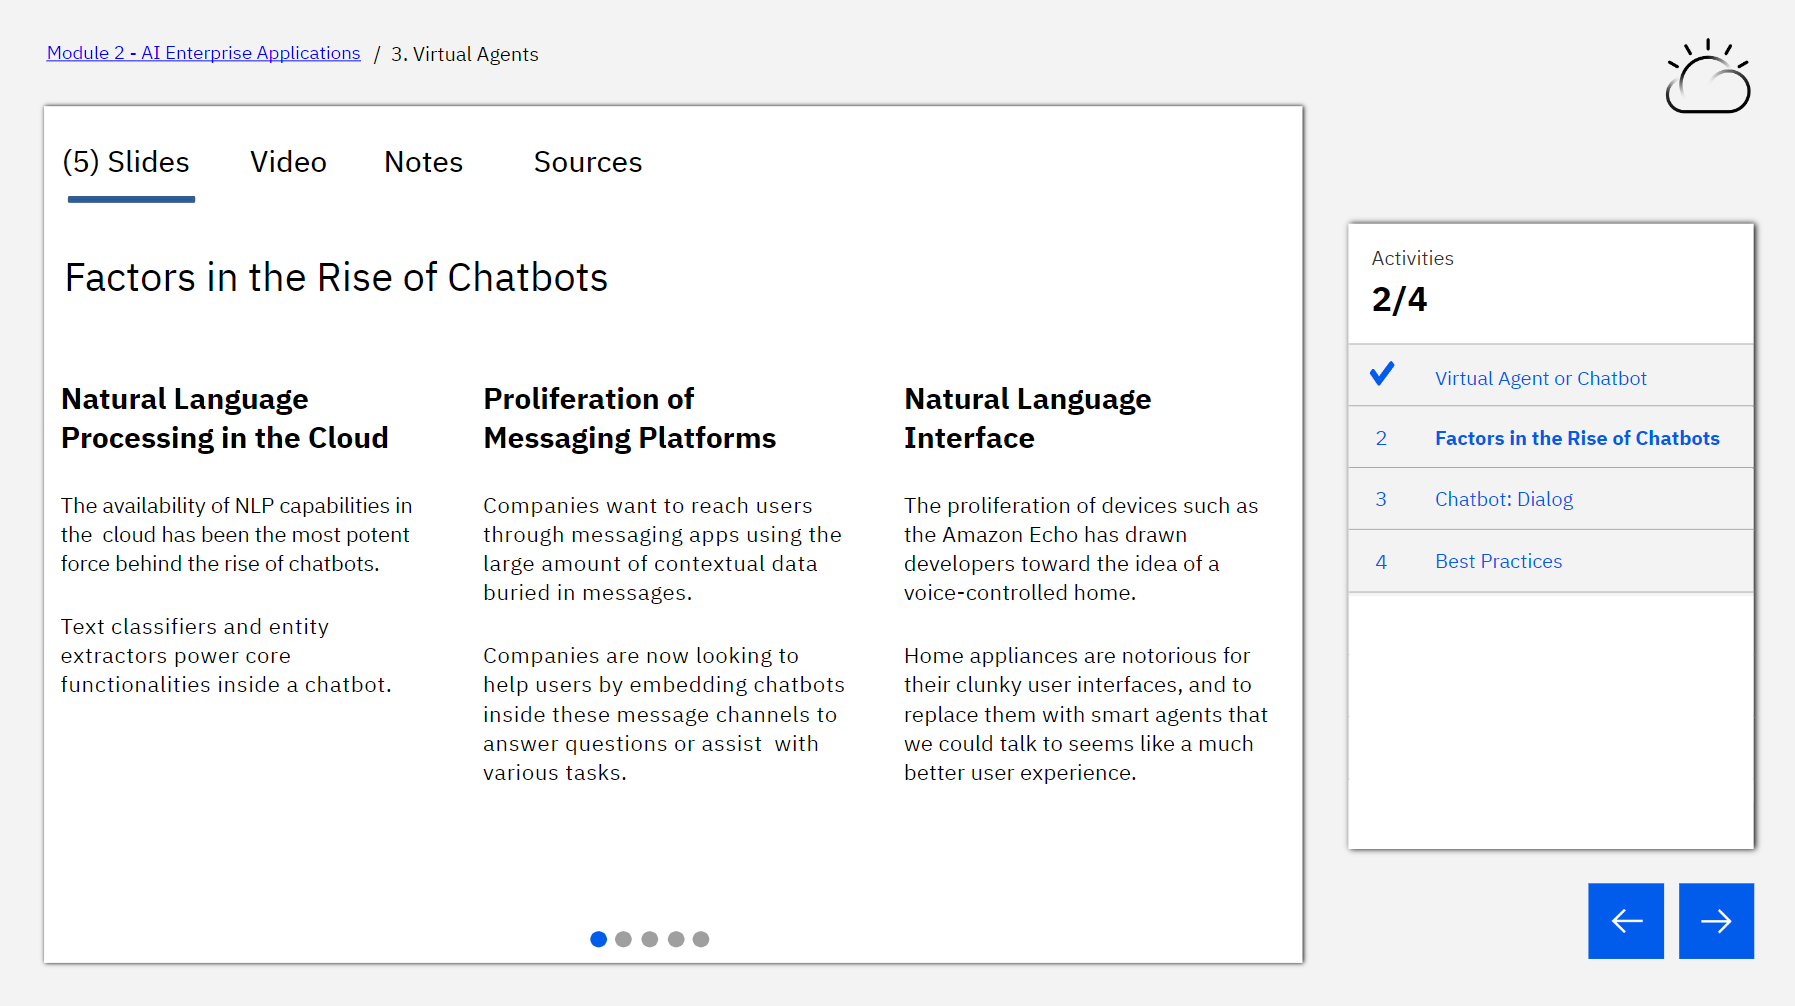 Module 2 - AI Enterprise Applications / 3. Virtual Agents
(5) Slides Video Notes Sources
Factors in the Rise of Chatbots
Natural Language
Processing in the Cloud
The availability of NLP capabilities in
the cloud has been the most potent
force behind the rise of chatbots.
Text classifiers and entity
extractors power core
functionalities inside a chatbot.
Proliferation of
Messaging Platforms
Companies want to reach users
through messaging apps using the
large amount of contextual data
buried in messages.
Companies are now looking to
help users by embedding chatbots
inside these message channels to
answer questions or assist with
various tasks.
Natural Language
Interface
The proliferation of devices such as
the Amazon Echo has drawn
developers toward the idea of a
voice-controlled home.
Home appliances are notorious for
their clunky user interfaces, and to
replace them with smart agents that
we could talk to seems like a much
better user experience.
Activities
2/4
Virtual Agent or Chatbot
2 Factors in the Rise of Chatbots
3 Chatbot: Dialog
4 Best Practices